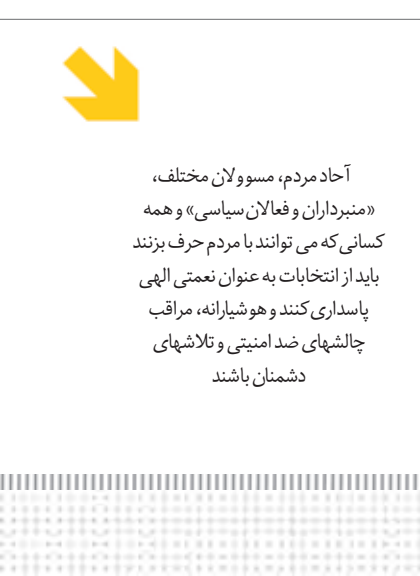 آحاد مردم، مسوولان مختلف،
«منبرداران و فعالان سیاسی» و همه
کسانی که می توانند با مردم حرف بزنند
باید از انتخابات به عنوان نعمتی الهی
پاسداری کنند و هوشیارانه، مراقب
چالشهای ضد امنیتی و تلاشهای
دشمنان باشند